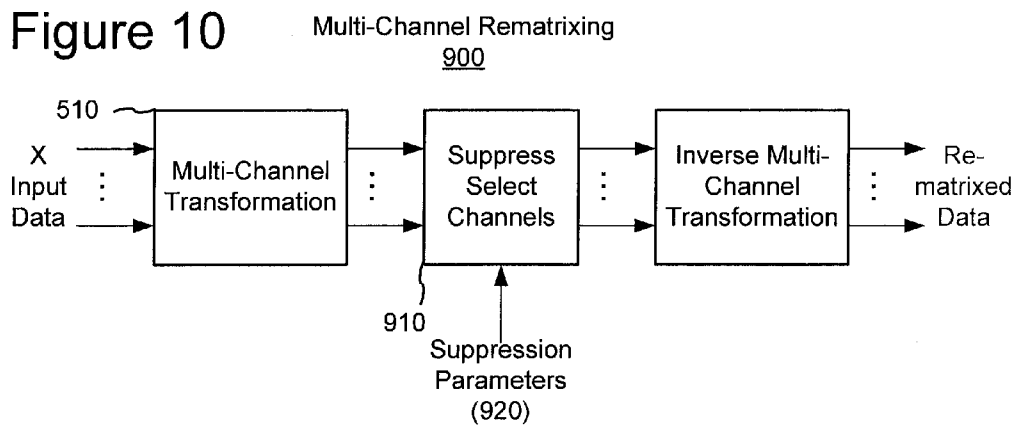 Figure 10
Multi-Channel Rematrixing
900
510
X
Input
Data
⋮
Multi-Channel
Transformation
⋮
Suppress
Select
Channels
⋮
Inverse Multi-
Channel
Transformation
⋮
Re-
matrixed
Data
910
Suppression
Parameters
(920)